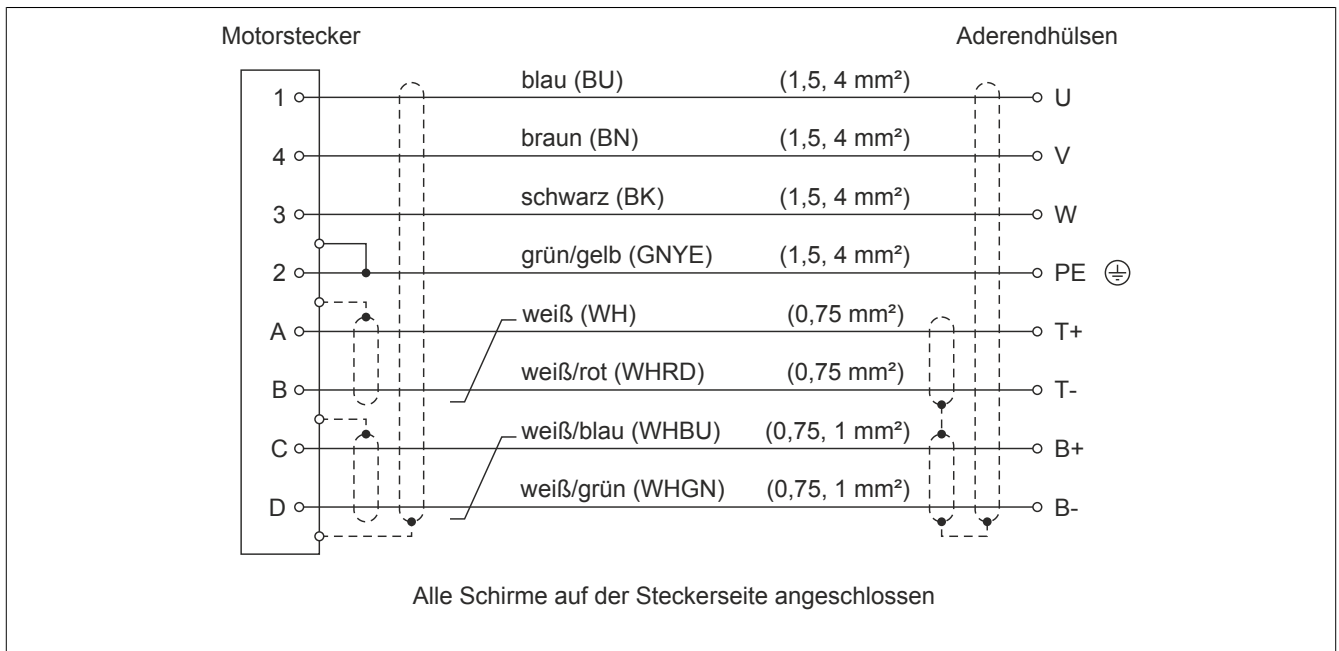 Motorstecker Aderendhülsen
1 blau (BU) (1,5, 4 mm²) U
4 braun (BN) (1,5, 4 mm²) V
3 schwarz (BK) (1,5, 4 mm²) W
2 grün/gelb (GNYE) (1,5, 4 mm²) PE
A weiß (WH) (0,75 mm²) T+
B weiß/rot (WHRD) (0,75 mm²) T-
C weiß/blau (WHBU) (0,75, 1 mm²) B+
D weiß/grün (WHGN) (0,75, 1 mm²) B-
Alle Schirme auf der Steckerseite angeschlossen